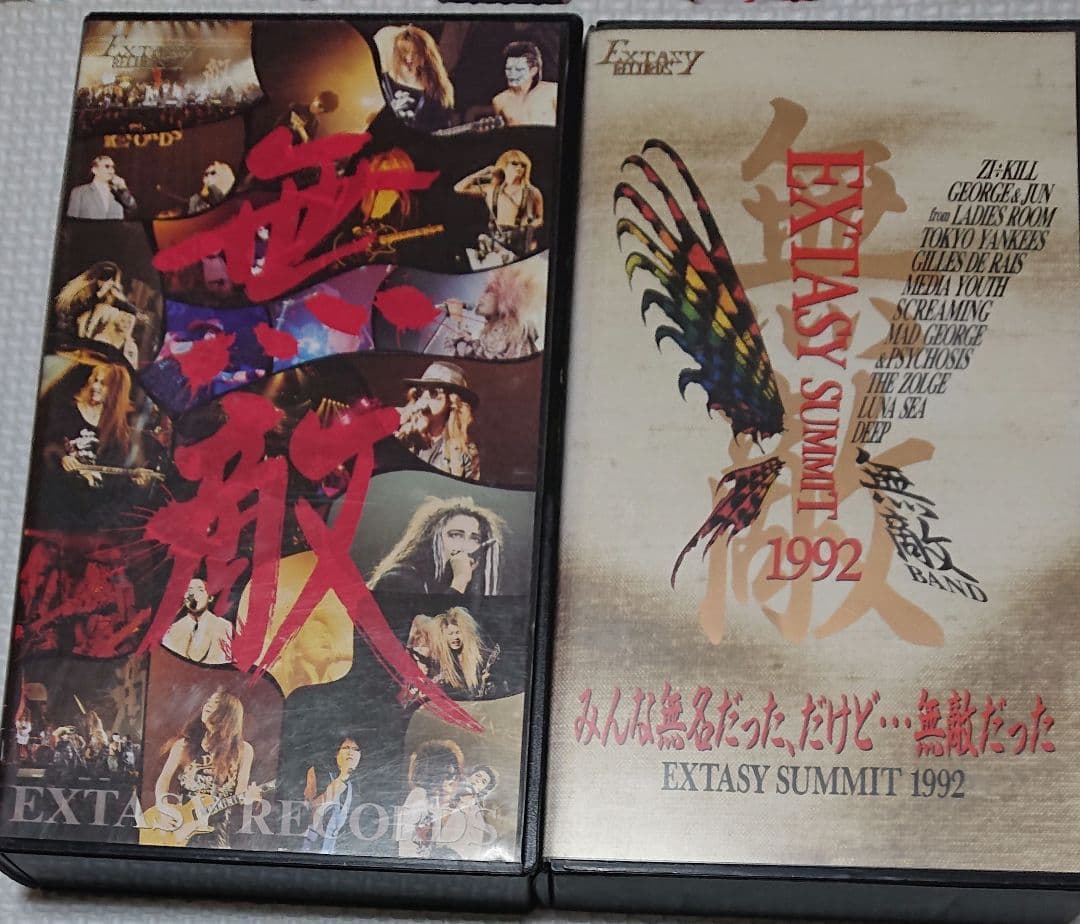 EXTASY
RECORDS
RECORDS
無敵
EXTASY RECORDS
EXTASY
RECORDS
無敵
EXTASY SUMMIT
1992
ZI÷KILL
GEORGE & JUN
from LADIES ROOM
TOKYO YANKEES
GILLES DE RAIS
MEDIA YOUTH
SCREAMING
MAD GEORGE
& PSYCHOSIS
THE ZOLGE
LUNA SEA
DEEP
BAND
みんな無名だった、だけど…無敵だった
EXTASY SUMMIT 1992